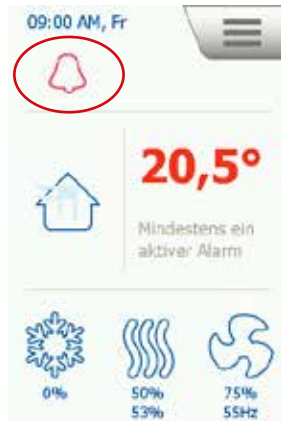 09:00 AM, Fr
20,5°
Mindestens ein
aktiver Alarm
0%
50%
75%
53%
55Hz